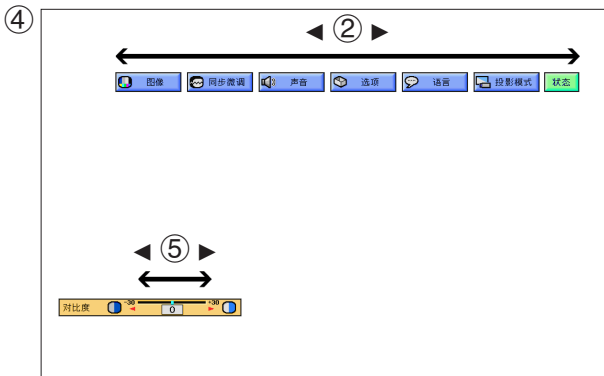 ④
◄ ② ►
图像 同步微调 声音 选项 语言 投影模式 状态
◄ ⑤ ►
对比度 -30 0 +30